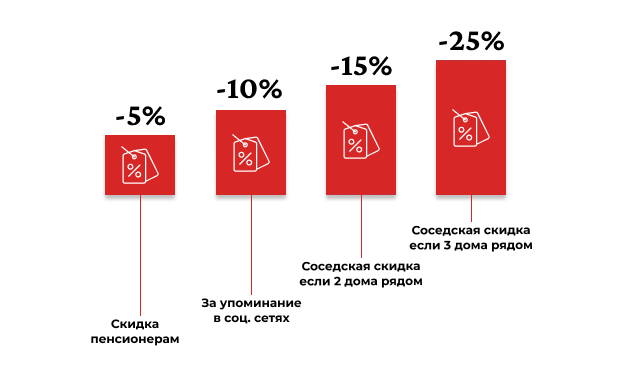 -5%
Скидка
пенсионерам
-10%
За упоминание
в соц. сетях
-15%
Соседская скидка
если 2 дома рядом
-25%
Соседская скидка
если 3 дома рядом